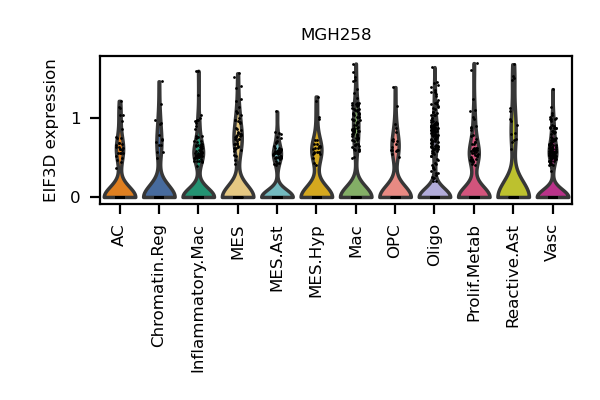 MGH258
EIF3D expression
1
0
AC
Chromatin.Reg
Inflammatory.Mac
MES
MES.Ast
MES.Hyp
Mac
OPC
Oligo
Prolif.Metab
Reactive.Ast
Vasc